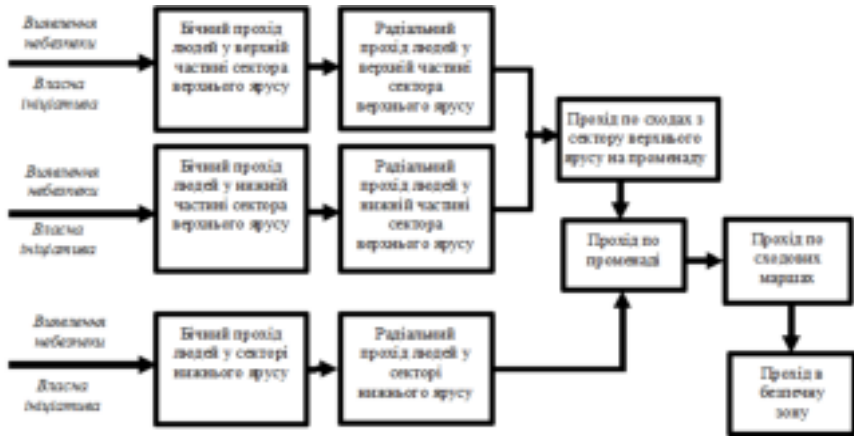 Виявлення
небезпеки
Власна
ініціатива
Бічний прохід
людей у верхній
частині сектора
верхнього ярусу
Радіальний
прохід людей у
верхній частині
сектора
верхнього ярусу
Прохід по сходах з
сектору верхнього
ярусу на променаду
Виявлення
небезпеки
Власна
ініціатива
Бічний прохід
людей у нижній
частині сектора
верхнього ярусу
Радіальний
прохід людей у
нижній частині
сектора
верхнього ярусу
Прохід по
променаді
Прохід по
сходових
маршах
Виявлення
небезпеки
Власна
ініціатива
Бічний прохід
людей у секторі
нижнього ярусу
Радіальний
прохід людей у
секторі
нижнього ярусу
Прохід в
безпечну
зону